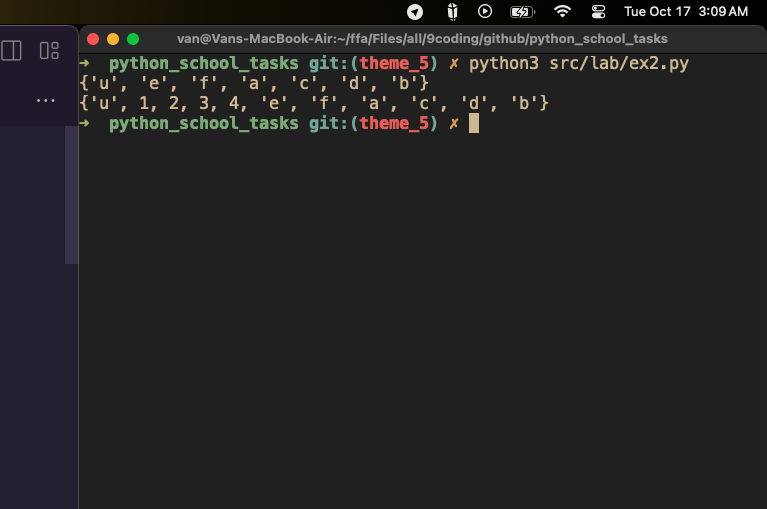 Tue Oct 17 3:09 AM
van@Vans-MacBook-Air:~/ffa/Files/all/9coding/github/python_school_tasks
➜ python_school_tasks git:(theme_5) ✗ python3 src/lab/ex2.py
{'u', 'e', 'f', 'a', 'c', 'd', 'b'}
{'u', 1, 2, 3, 4, 'e', 'f', 'a', 'c', 'd', 'b'}
➜ python_school_tasks git:(theme_5) ✗